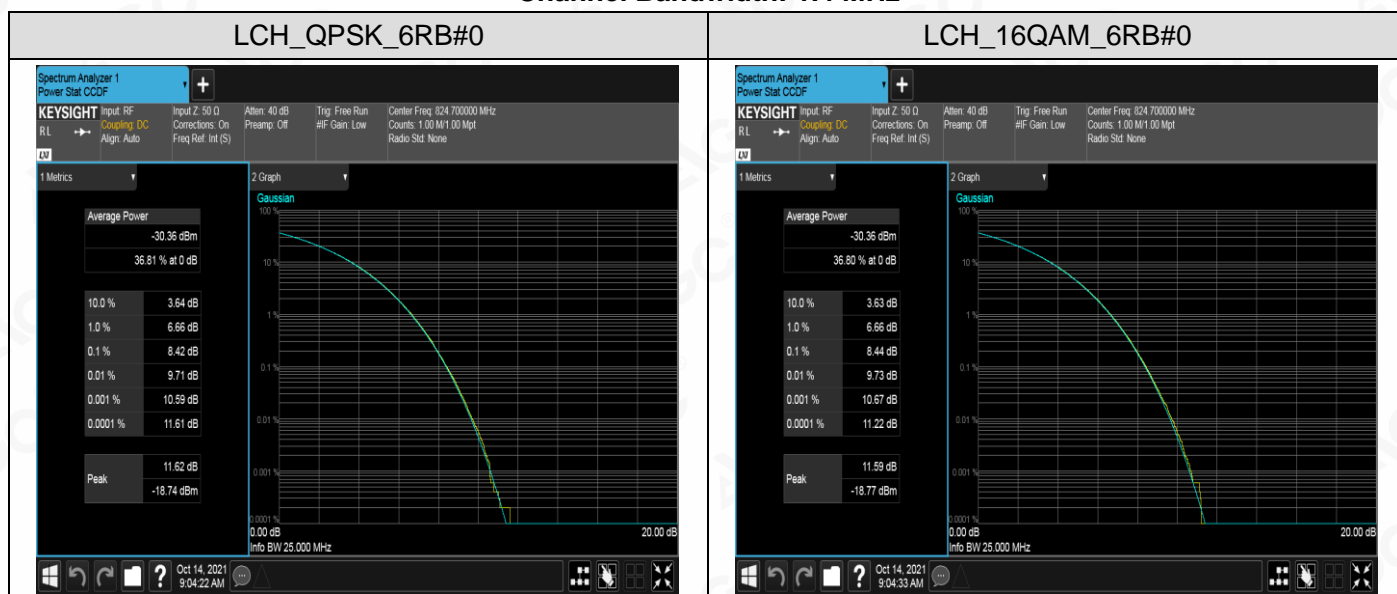 LCH_QPSK_6RB#0
LCH_16QAM_6RB#0
Spectrum Analyzer 1
Power Stat CCDF
+
KEYSIGHT
RL
Input: RF
Coupling: DC
Align: Auto
Input Z: 50 Ω
Corrections: On
Freq Ref: Int (S)
Atten: 40 dB
Preamp: Off
Trig: Free Run
#IF Gain: Low
Center Freq: 824.700000 MHz
Counts: 1.00 M/1.00 Mpt
Radio Std: None
LXI
1 Metrics
Average Power
-30.36 dBm
36.81 % at 0 dB
10.0 % 3.64 dB
1.0 % 6.66 dB
0.1 % 8.42 dB
0.01 % 9.71 dB
0.001 % 10.59 dB
0.0001 % 11.61 dB
Peak
11.62 dB
-18.74 dBm
2 Graph
Gaussian
100 %
10 %
1 %
0.1 %
0.01 %
0.001 %
0.0001 %
0.00 dB
20.00 dB
Info BW 25.000 MHz
?
Oct 14, 2021
9:04:22 AM
Spectrum Analyzer 1
Power Stat CCDF
+
KEYSIGHT
RL
Input: RF
Coupling: DC
Align: Auto
Input Z: 50 Ω
Corrections: On
Freq Ref: Int (S)
Atten: 40 dB
Preamp: Off
Trig: Free Run
#IF Gain: Low
Center Freq: 824.700000 MHz
Counts: 1.00 M/1.00 Mpt
Radio Std: None
LXI
1 Metrics
Average Power
-30.36 dBm
36.80 % at 0 dB
10.0 % 3.63 dB
1.0 % 6.66 dB
0.1 % 8.44 dB
0.01 % 9.73 dB
0.001 % 10.67 dB
0.0001 % 11.22 dB
Peak
11.59 dB
-18.77 dBm
2 Graph
Gaussian
100 %
10 %
1 %
0.1 %
0.01 %
0.001 %
0.0001 %
0.00 dB
20.00 dB
Info BW 25.000 MHz
?
Oct 14, 2021
9:04:33 AM